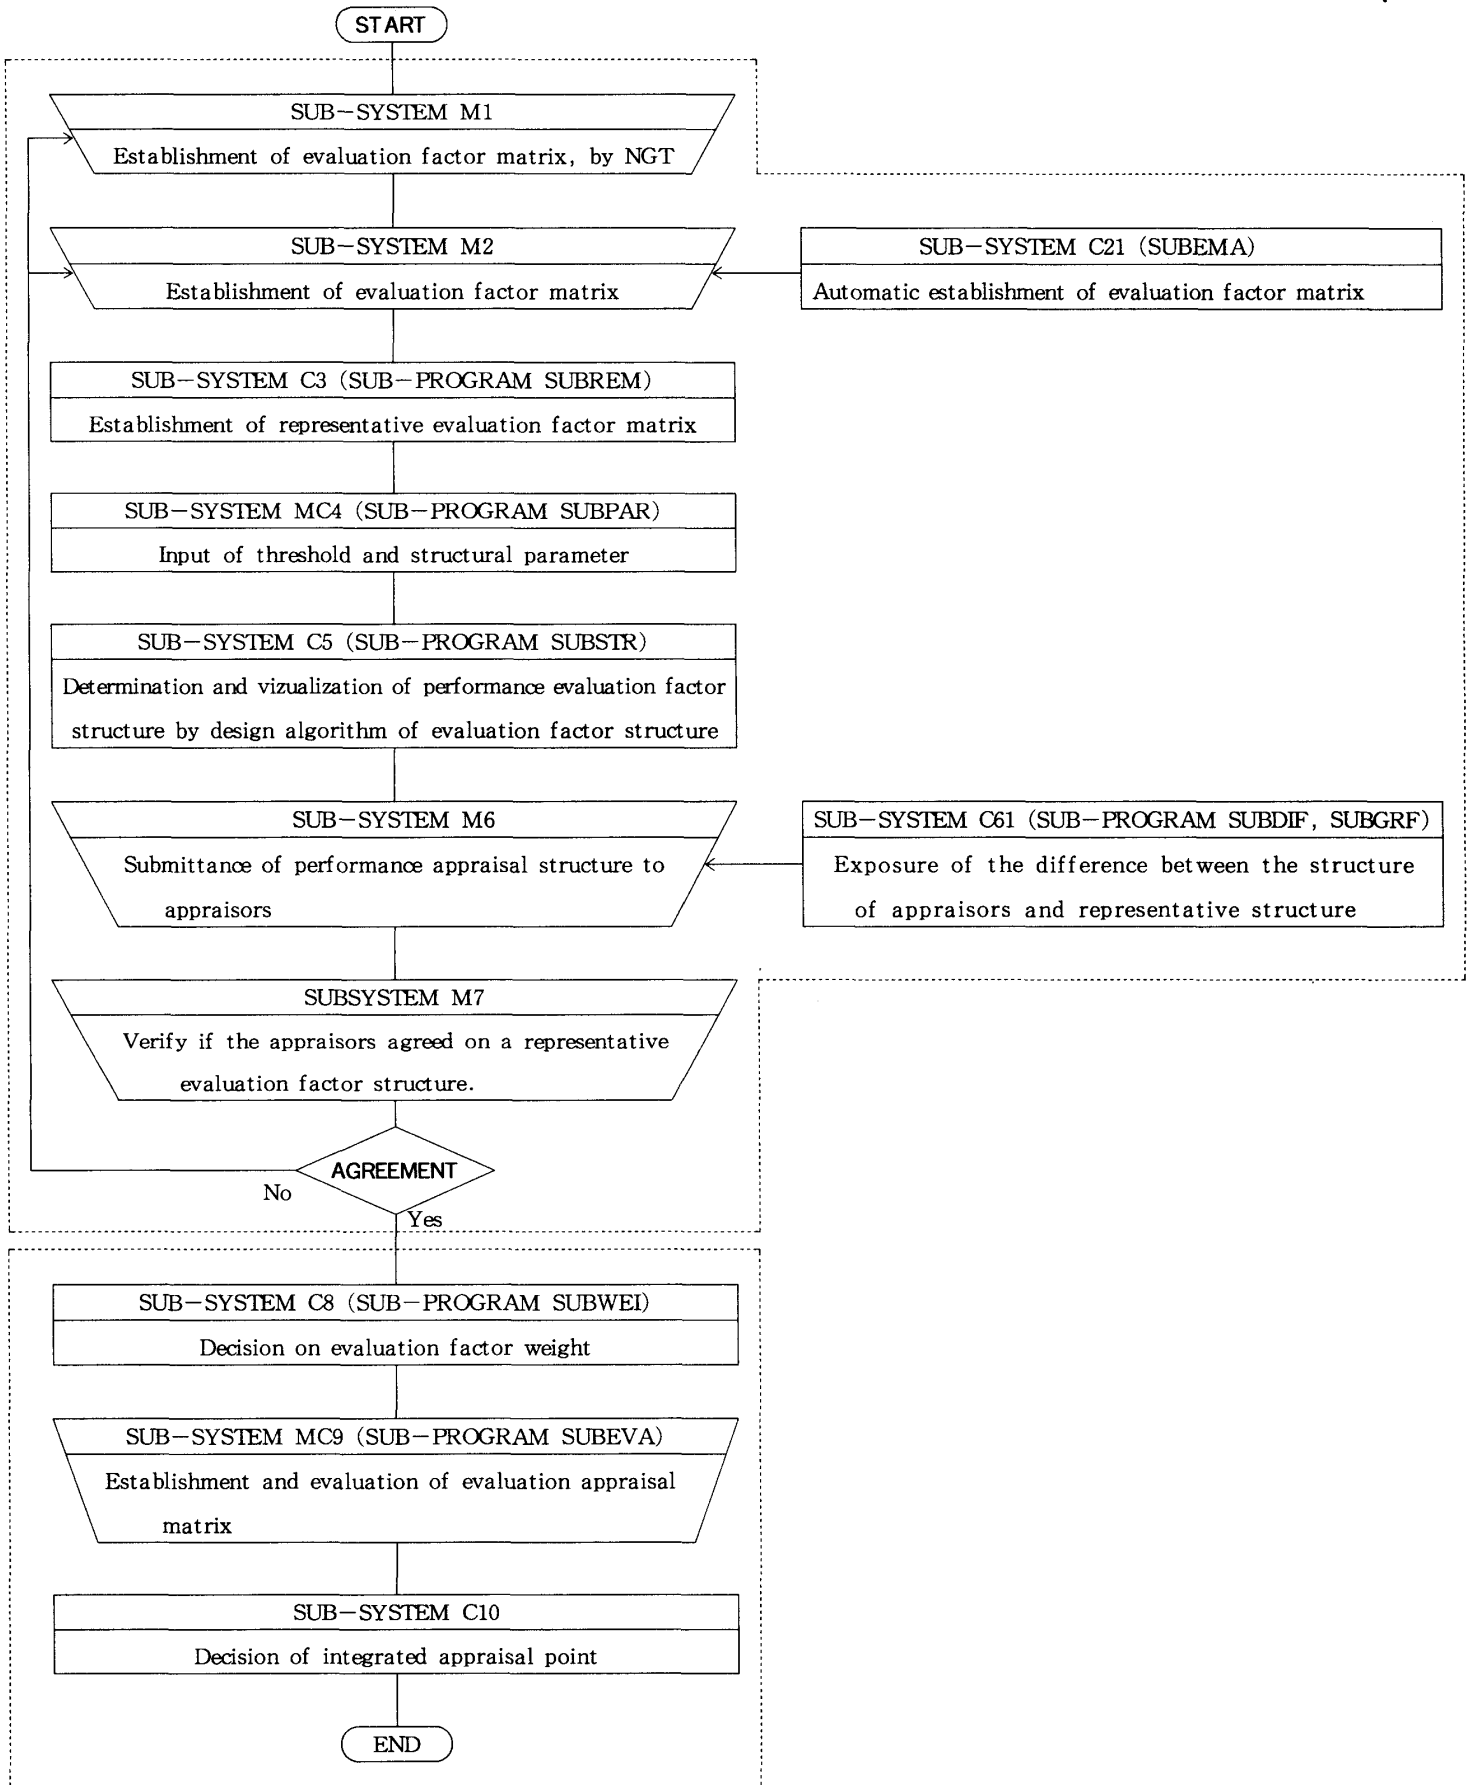 START
SUB-SYSTEM M1
Establishment of evaluation factor matrix, by NGT
SUB-SYSTEM M2
Establishment of evaluation factor matrix
SUB-SYSTEM C21 (SUBEMA)
Automatic establishment of evaluation factor matrix
SUB-SYSTEM C3 (SUB-PROGRAM SUBREM)
Establishment of representative evaluation factor matrix
SUB-SYSTEM MC4 (SUB-PROGRAM SUBPAR)
Input of threshold and structural parameter
SUB-SYSTEM C5 (SUB-PROGRAM SUBSTR)
Determination and vizualization of performance evaluation factor
structure by design algorithm of evaluation factor structure
SUB-SYSTEM M6
Submittance of performance appraisal structure to
appraisors
SUB-SYSTEM C61 (SUB-PROGRAM SUBDIF, SUBGRF)
Exposure of the difference between the structure
of appraisors and representative structure
SUBSYSTEM M7
Verify if the appraisors agreed on a representative
evaluation factor structure.
AGREEMENT
No
Yes
SUB-SYSTEM C8 (SUB-PROGRAM SUBWEI)
Decision on evaluation factor weight
SUB-SYSTEM MC9 (SUB-PROGRAM SUBEVA)
Establishment and evaluation of evaluation appraisal
matrix
SUB-SYSTEM C10
Decision of integrated appraisal point
END